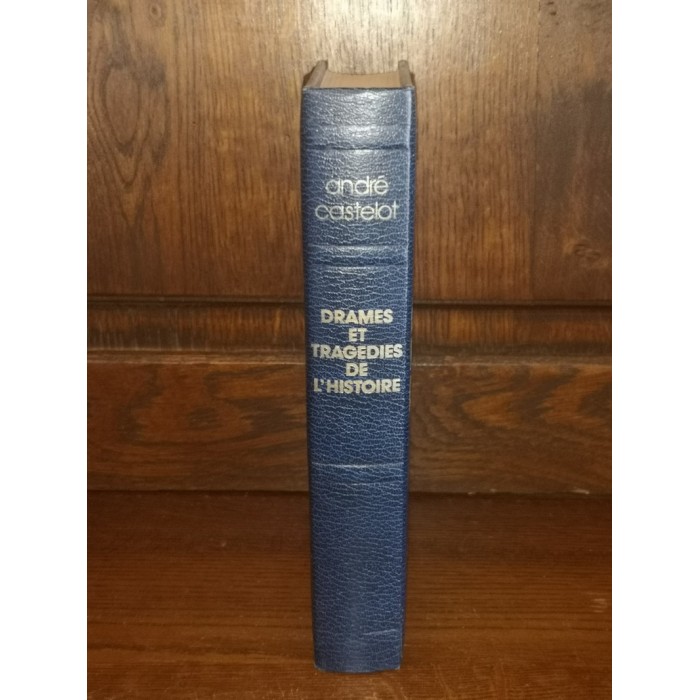 andré
castelot
DRAMES
ET
TRAGEDIES
DE
L'HISTOIRE